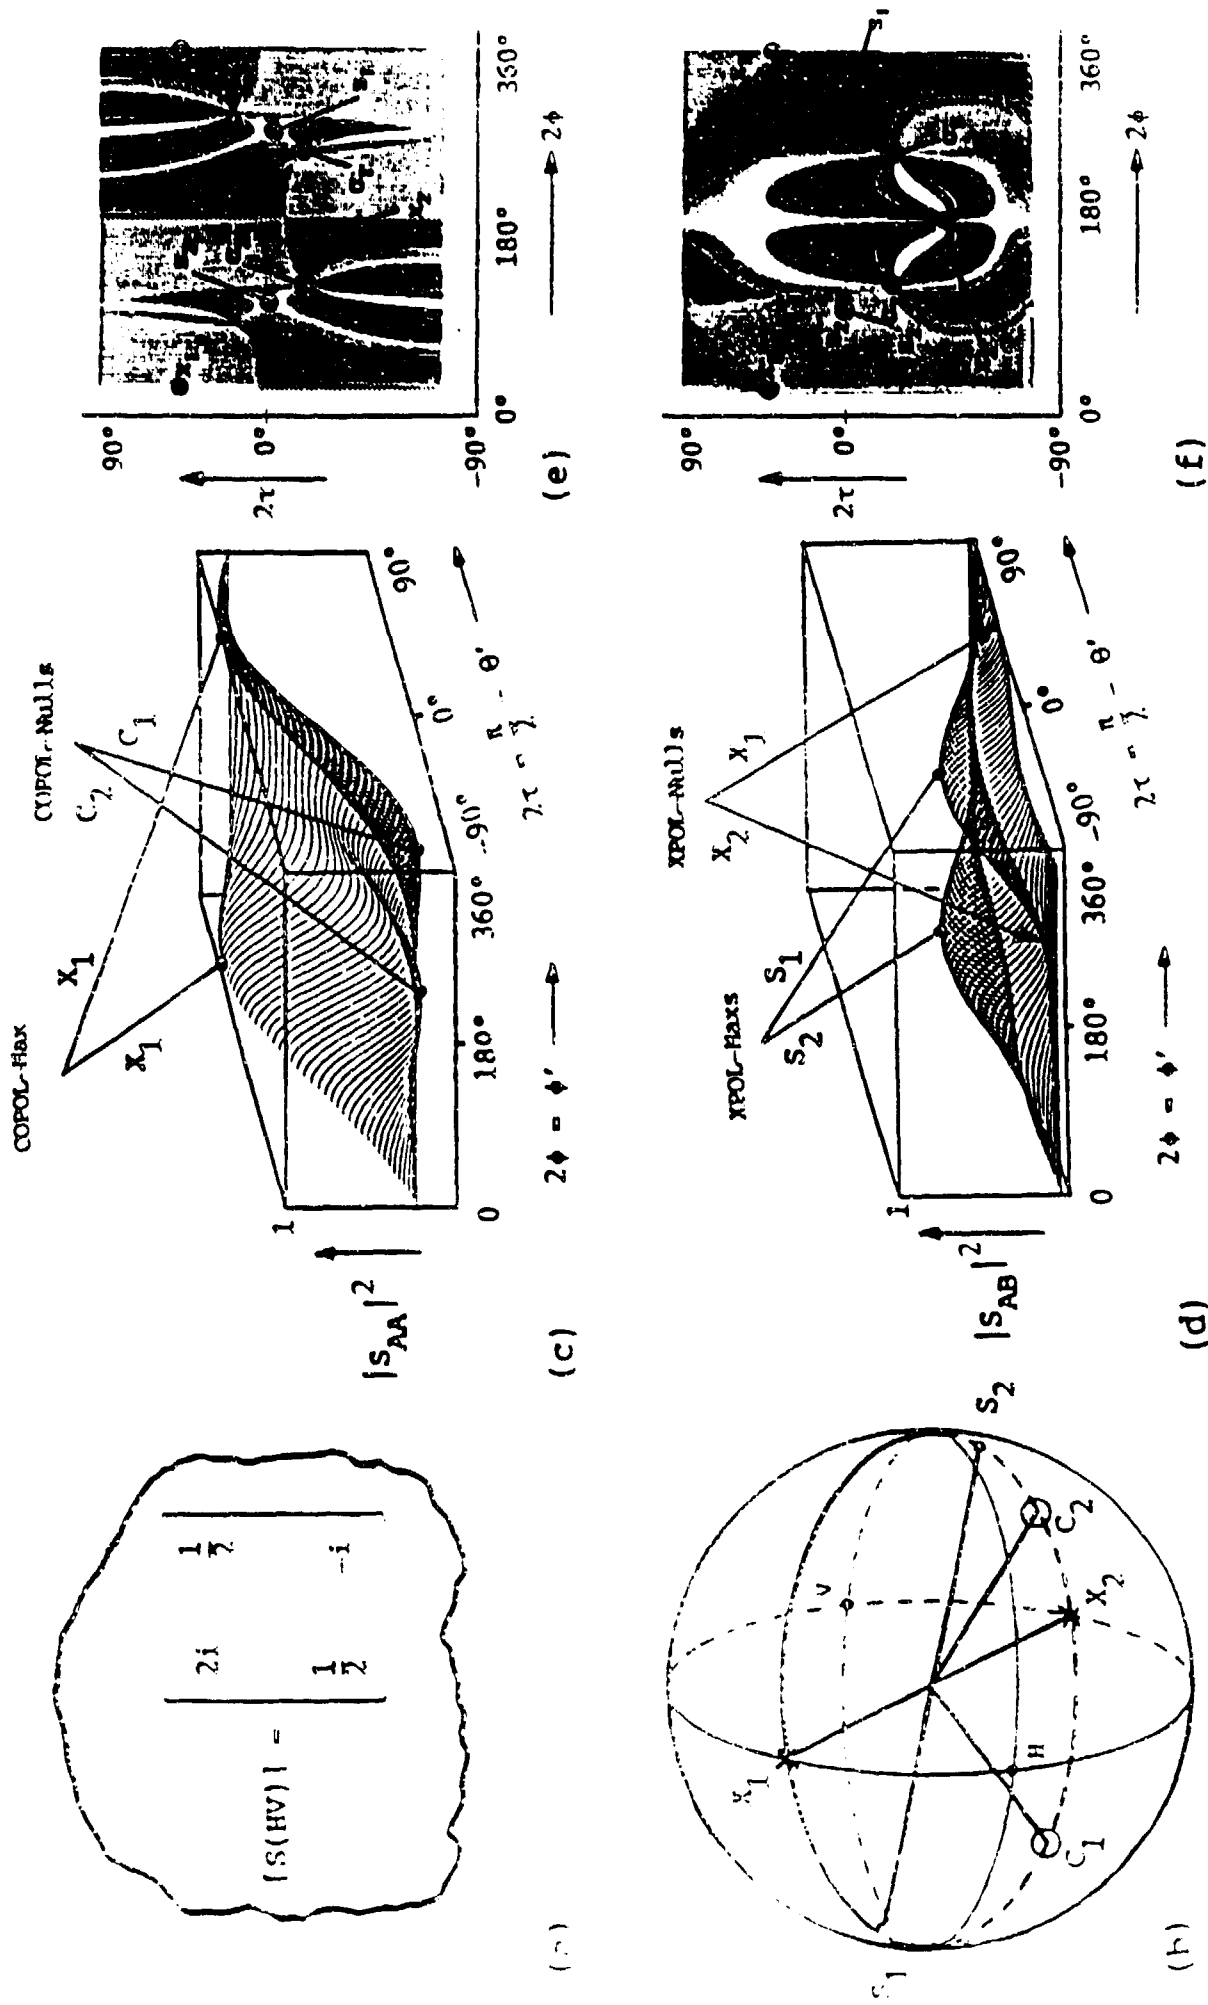 [S(HV)] =
2i 1/2
1/2 -i
COPOL-Max
X1
X1
COPOL-Nulls
C2
C1
1
|SAA|²
0
180°
360°
-90°
0°
90°
2φ = φ'
2τ = π/2 - θ'
(c)
90°
0°
-90°
2τ
0°
180°
360°
2φ
X2
(e)
X1
S1
V
H
C1
X2
C2
S2
(b)
XPOL-Maxs
S2
S1
XPOL-Nulls
X2
X1
1
|SAB|²
0
180°
360°
-90°
0°
90°
2φ = φ'
2τ = π/2 - θ'
(d)
90°
0°
-90°
2τ
0°
180°
360°
2φ
S1
(f)